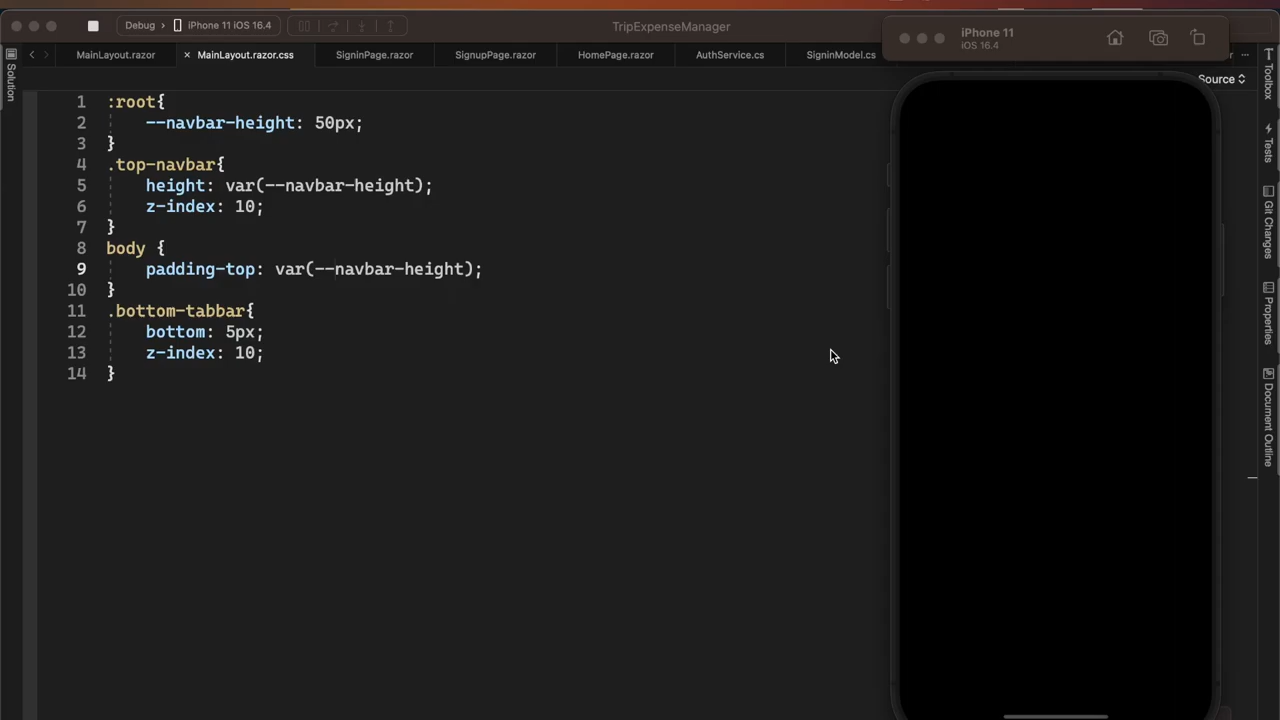 Debug › iPhone 11 iOS 16.4
TripExpenseManager
iPhone 11
iOS 16.4
MainLayout.razor
× MainLayout.razor.css
SigninPage.razor
SignupPage.razor
HomePage.razor
AuthService.cs
SigninModel.cs
Source
Solution
Toolbox
Tests
Git Changes
Properties
Document Outline
1 :root{
2 --navbar-height: 50px;
3 }
4 .top-navbar{
5 height: var(--navbar-height);
6 z-index: 10;
7 }
8 body {
9 padding-top: var(--navbar-height);
10 }
11 .bottom-tabbar{
12 bottom: 5px;
13 z-index: 10;
14 }